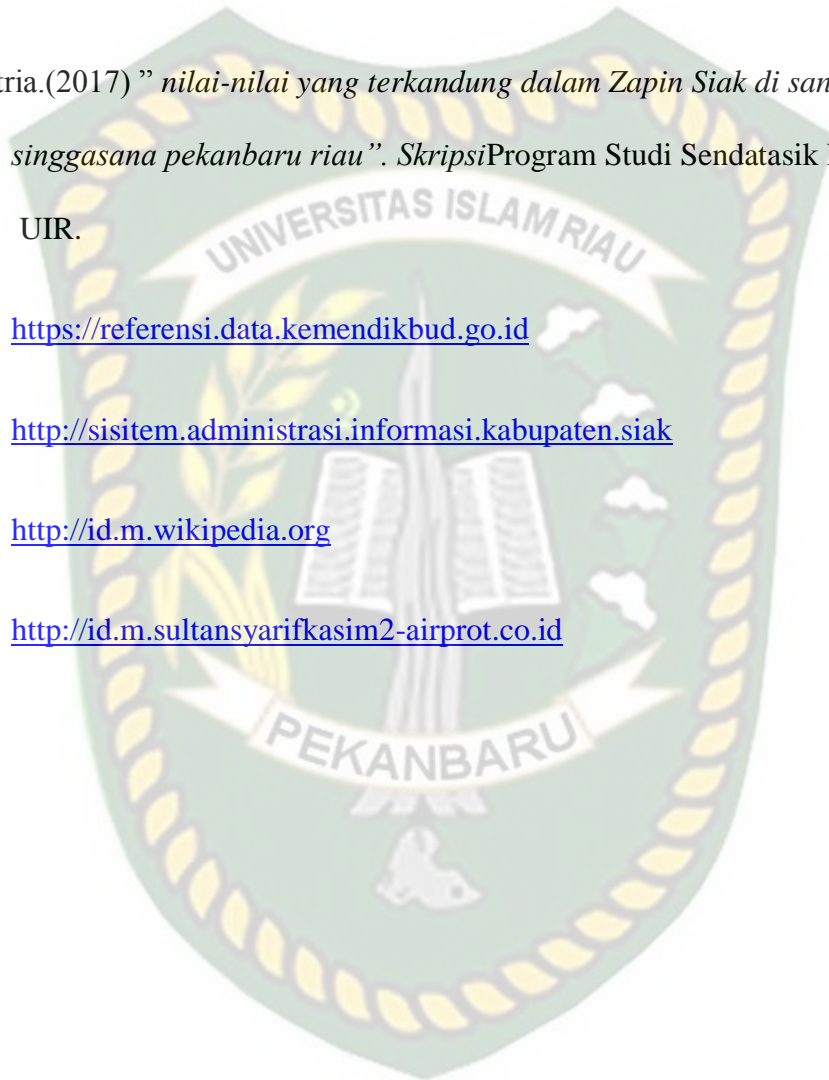 tria.(2017) ” nilai-nilai yang terkandung dalam Zapin Siak di san
singgasana pekanbaru riau”. SkripsiProgram Studi Sendatasik
UIR.
UNIVERSITAS ISLAM RIAU
https://referensi.data.kemendikbud.go.id
http://sisitem.administrasi.informasi.kabupaten.siak
http://id.m.wikipedia.org
http://id.m.sultansyarifkasim2-airprot.co.id
PEKANBARU